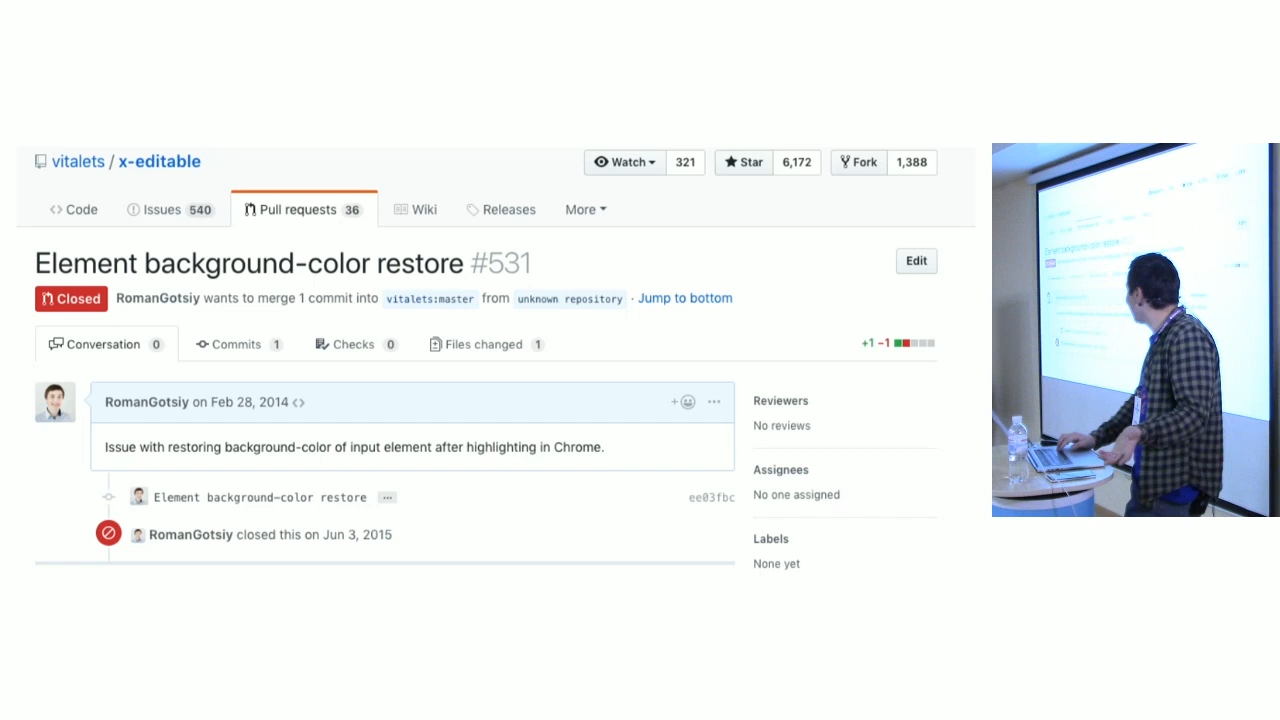 vitalets / x-editable
Watch 321 Star 6,172 Fork 1,388
Code Issues 540 Pull requests 36 Wiki Releases More
Element background-color restore #531
Edit
Closed RomanGotsiy wants to merge 1 commit into vitalets:master from unknown repository · Jump to bottom
Conversation 0 Commits 1 Checks 0 Files changed 1 +1 −1
RomanGotsiy on Feb 28, 2014
Issue with restoring background-color of input element after highlighting in Chrome.
Element background-color restore ··· ee03fbc
RomanGotsiy closed this on Jun 3, 2015
Reviewers
No reviews
Assignees
No one assigned
Labels
None yet